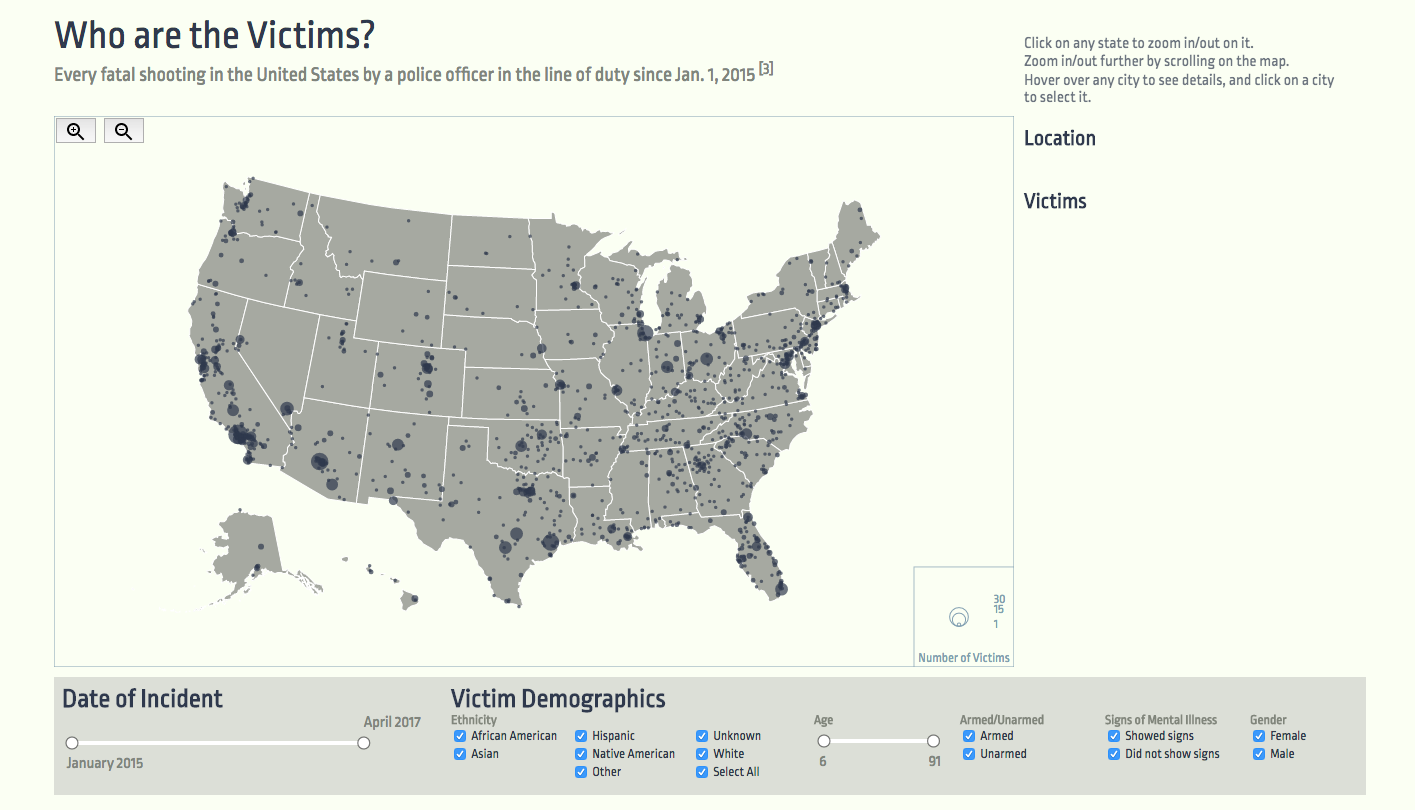 Who are the Victims?
Every fatal shooting in the United States by a police officer in the line of duty since Jan. 1, 2015 [3]
Click on any state to zoom in/out on it.
Zoom in/out further by scrolling on the map.
Hover over any city to see details, and click on a city
to select it.
Location
Victims
30
15
1
Number of Victims
Date of Incident
April 2017
January 2015
Victim Demographics
Ethnicity
African American
Hispanic
Unknown
Asian
Native American
White
Other
Select All
Age
6
91
Armed/Unarmed
Armed
Unarmed
Signs of Mental Illness
Showed signs
Did not show signs
Gender
Female
Male